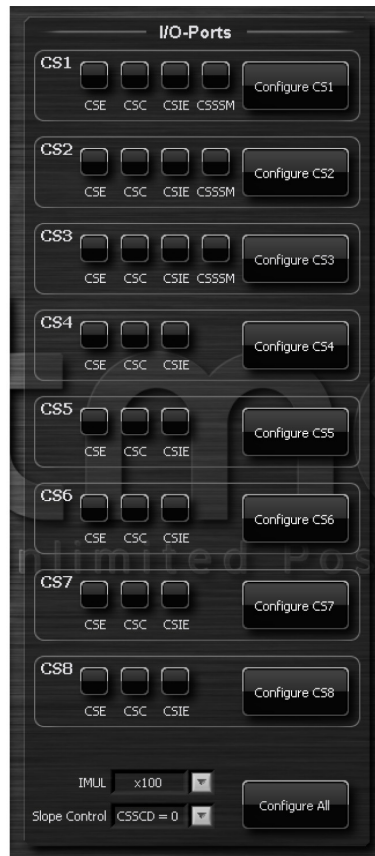 I/O-Ports
CS1
CSE CSC CSIE CSSSM
Configure CS1
CS2
CSE CSC CSIE CSSSM
Configure CS2
CS3
CSE CSC CSIE CSSSM
Configure CS3
CS4
CSE CSC CSIE
Configure CS4
CS5
CSE CSC CSIE
Configure CS5
CS6
CSE CSC CSIE
Configure CS6
nlimited Pos
CS7
CSE CSC CSIE
Configure CS7
CS8
CSE CSC CSIE
Configure CS8
IMUL x100
Slope Control CSSCD = 0
Configure All